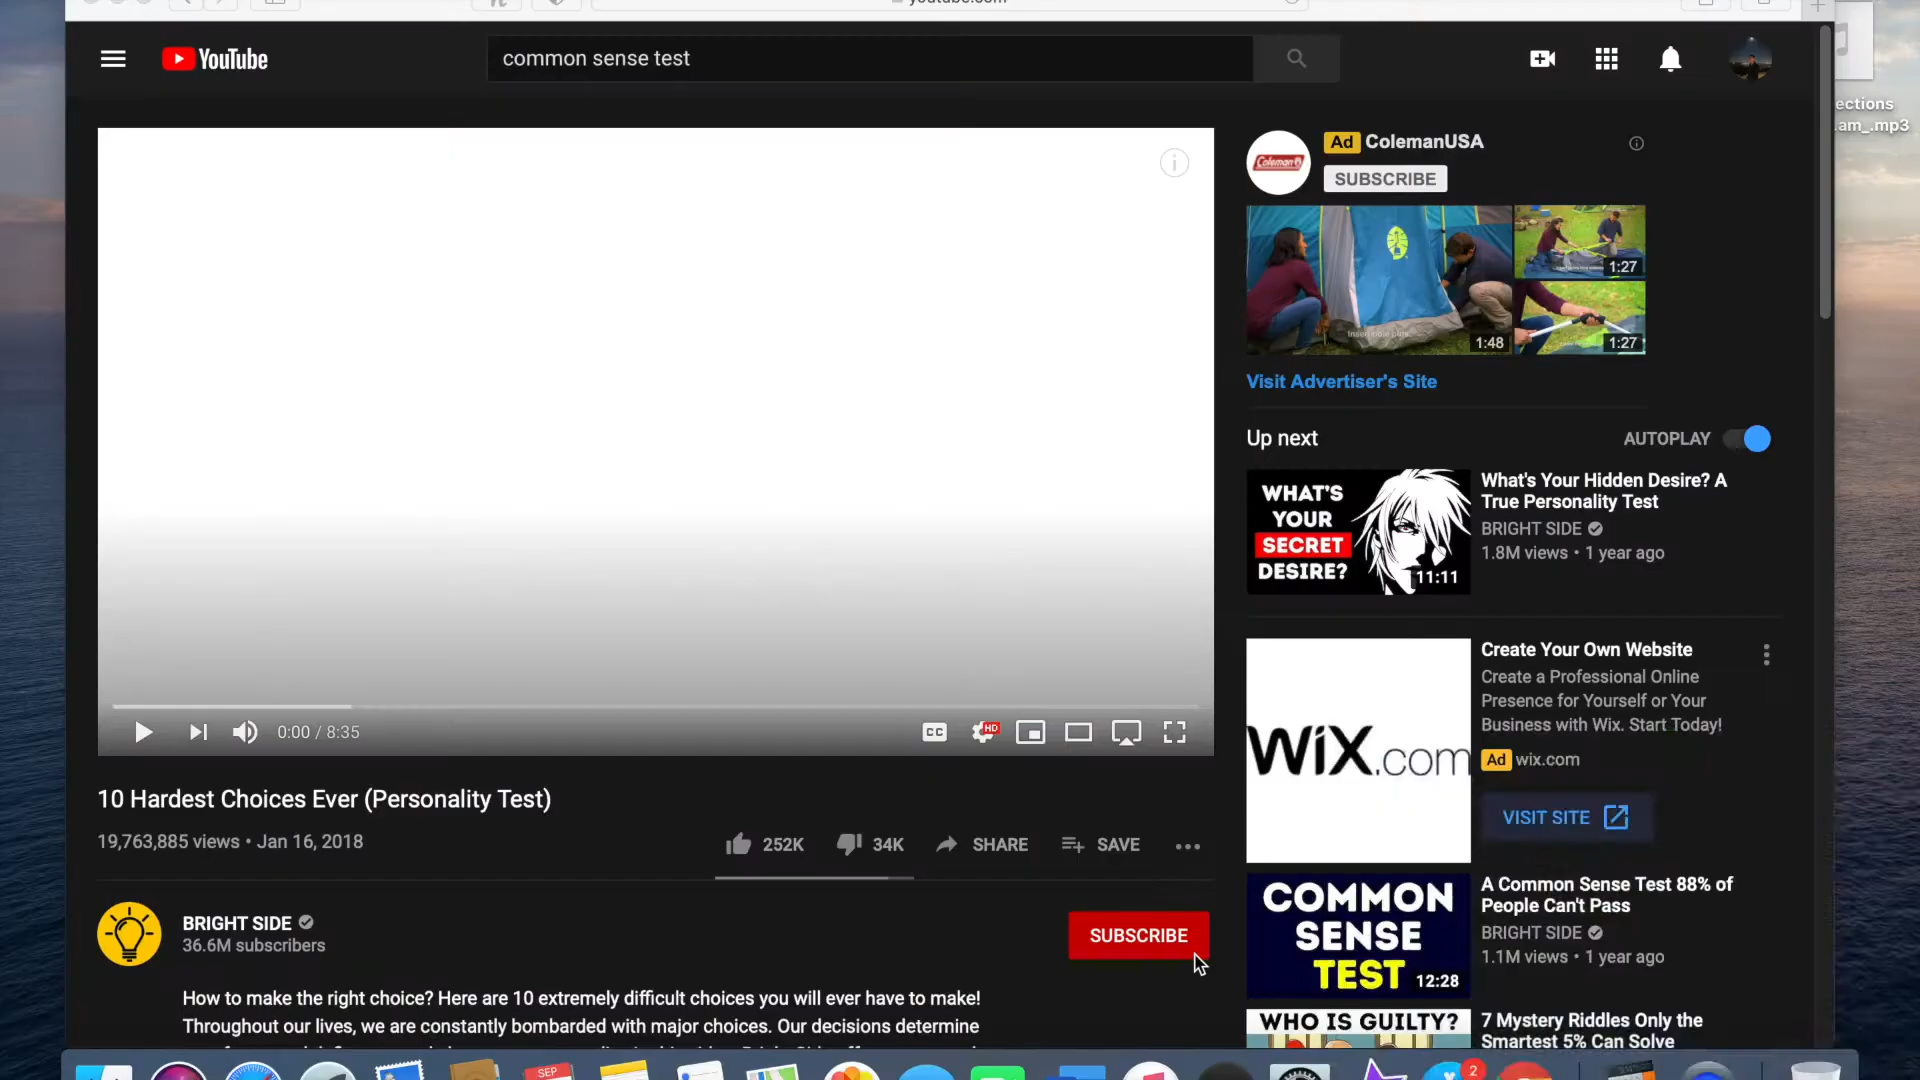 youtube.com
YouTube
common sense test
ections
.am_.mp3
Ad ColemanUSA
Coleman
SUBSCRIBE
1:27
1:48
1:27
Visit Advertiser's Site
Up next
AUTOPLAY
WHAT'S
YOUR
SECRET
DESIRE?
11:11
What's Your Hidden Desire? A
True Personality Test
BRIGHT SIDE
1.8M views • 1 year ago
CC
HD
0:00 / 8:35
WiX.com
Create Your Own Website
Create a Professional Online
Presence for Yourself or Your
Business with Wix. Start Today!
Ad wix.com
VISIT SITE
10 Hardest Choices Ever (Personality Test)
19,763,885 views • Jan 16, 2018
252K
34K
SHARE
SAVE
BRIGHT SIDE
36.6M subscribers
SUBSCRIBE
How to make the right choice? Here are 10 extremely difficult choices you will ever have to make!
Throughout our lives, we are constantly bombarded with major choices. Our decisions determine
COMMON
SENSE
TEST
12:28
A Common Sense Test 88% of
People Can't Pass
BRIGHT SIDE
1.1M views • 1 year ago
WHO IS GUILTY?
7 Mystery Riddles Only the
Smartest 5% Can Solve
SEP
2